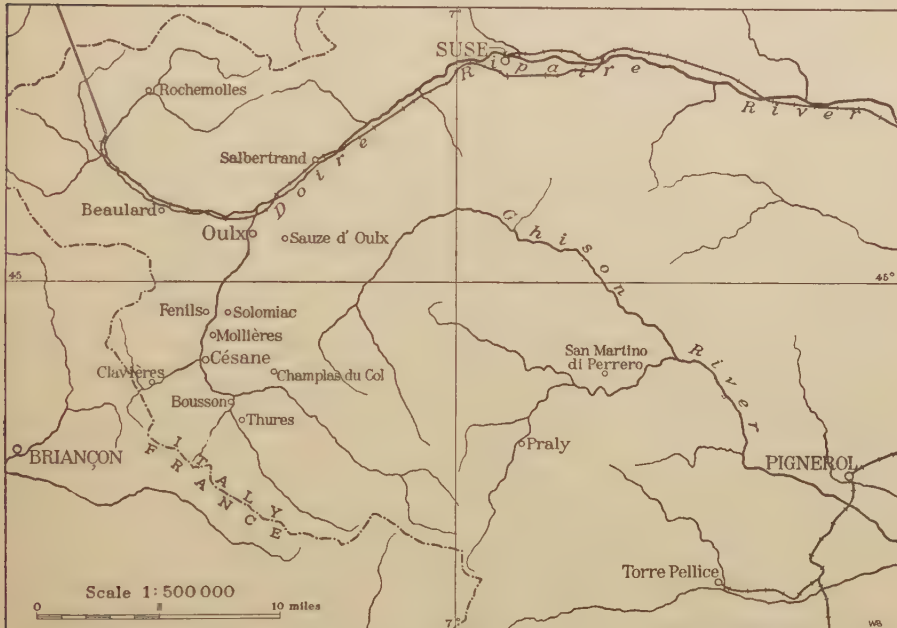 7°
SUSE
Doire Ripaire River
Rochemolles
Salbertrand
Beaulard
Oulx
Sauze d' Oulx
Ghison River
45
45°
Fenils
Solomiac
Mollières
Césane
Clavières
Champlas du Col
San Martino
di Perrero
Bousson
Thures
Praly
BRIANÇON
ITALY
FRANCE
PIGNEROL
Torre Pellice
Scale 1:500 000
0
8
10 miles
7°
WB